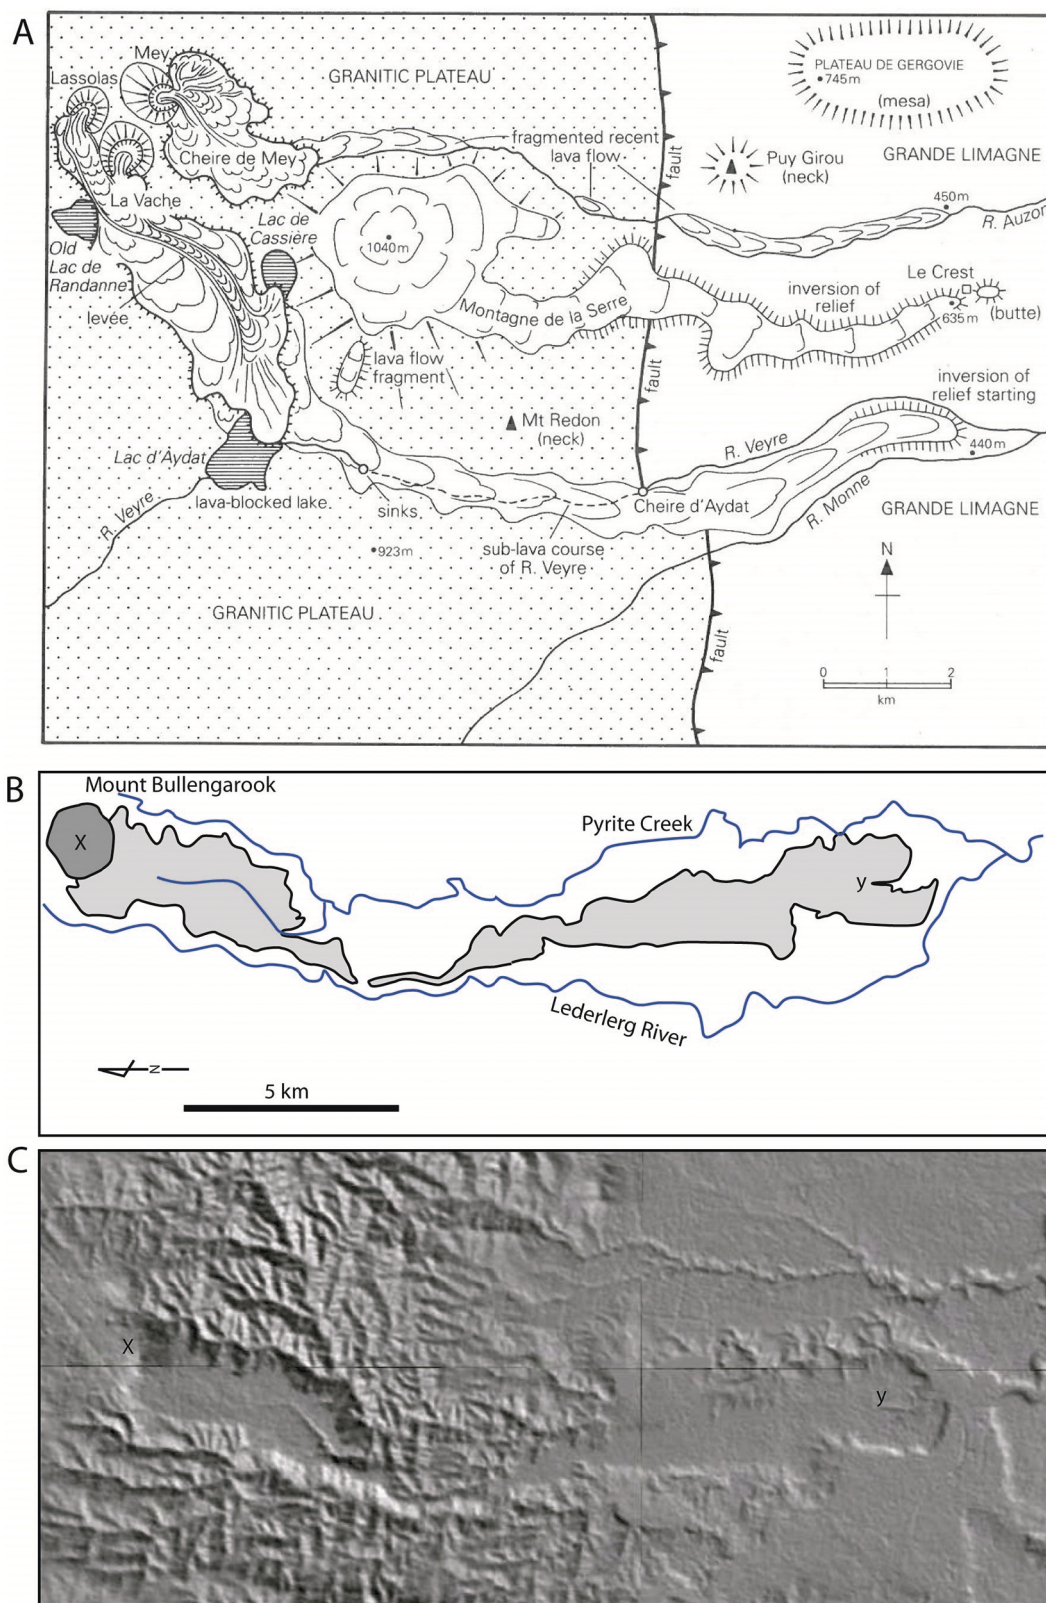 A
Mey
Lassolas
GRANITIC PLATEAU
PLATEAU DE GERGOVIE
•745m
(mesa)
fragmented recent
lava flow
fault
Puy Girou
(neck)
GRANDE LIMAGNE
Cheire de Mey
La Vache
Lac de
Cassière
1040m
450m
R. Auzon
Old
Lac de
Randanne
levée
Montagne de la Serre
inversion of
relief
Le Crest
635m
(butte)
lava flow
fragment
fault
inversion of
relief starting
Mt Redon
(neck)
R. Veyre
440m
Lac d'Aydat
lava-blocked lake
sinks
Cheire d'Aydat
R. Monne
GRANDE LIMAGNE
R. Veyre
•923m
sub-lava course
of R. Veyre
N
GRANITIC PLATEAU
fault
0 2
km
B
Mount Bullengarook
X
Pyrite Creek
y
Lederlerg River
N
5 km
C
X
y